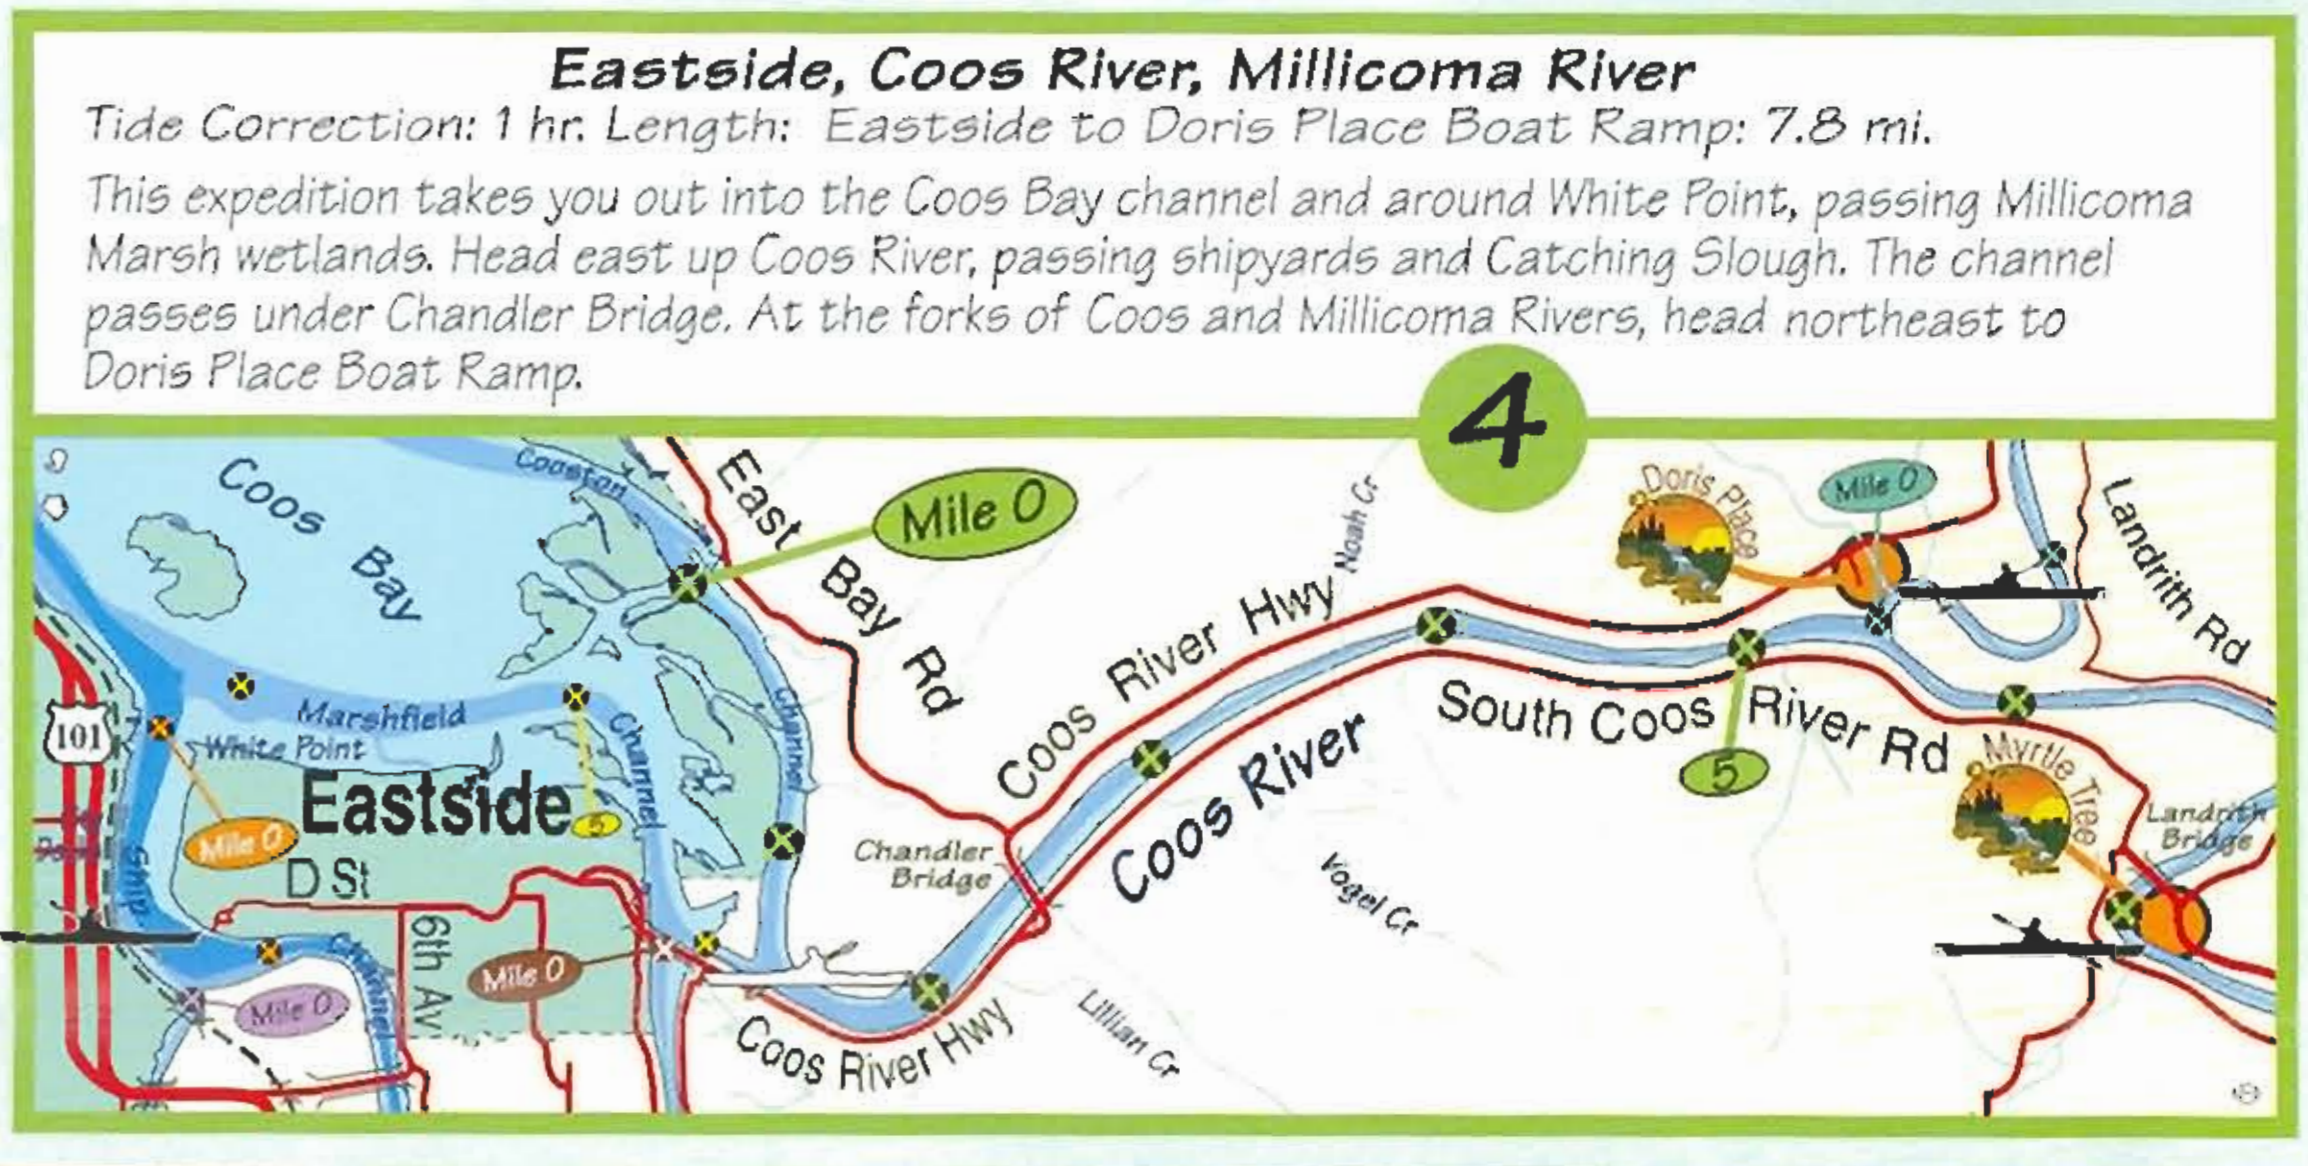 Eastside, Coos River, Millicoma River
Tide Correction: 1 hr. Length: Eastside to Doris Place Boat Ramp: 7.8 mi.
This expedition takes you out into the Coos Bay channel and around White Point, passing Millicoma
Marsh wetlands. Head east up Coos River, passing shipyards and Catching Slough. The channel
passes under Chandler Bridge. At the forks of Coos and Millicoma Rivers, head northeast to
Doris Place Boat Ramp.
4
Coos Bay
Cooston
Channel
East Bay Rd
Mile 0
Noah Cr
Doris Place
Mile 0
Landrith Rd
Coos River Hwy
101
Marshfield
Channel
White Point
Eastside
5
Mile 0
D St
Ship
Channel
6th Av
Mile 0
Mile 0
Chandler
Bridge
Coos River
South Coos River Rd
5
Myrtle Tree
Landrith
Bridge
Vogel Cr
Lillian Cr
Coos River Hwy